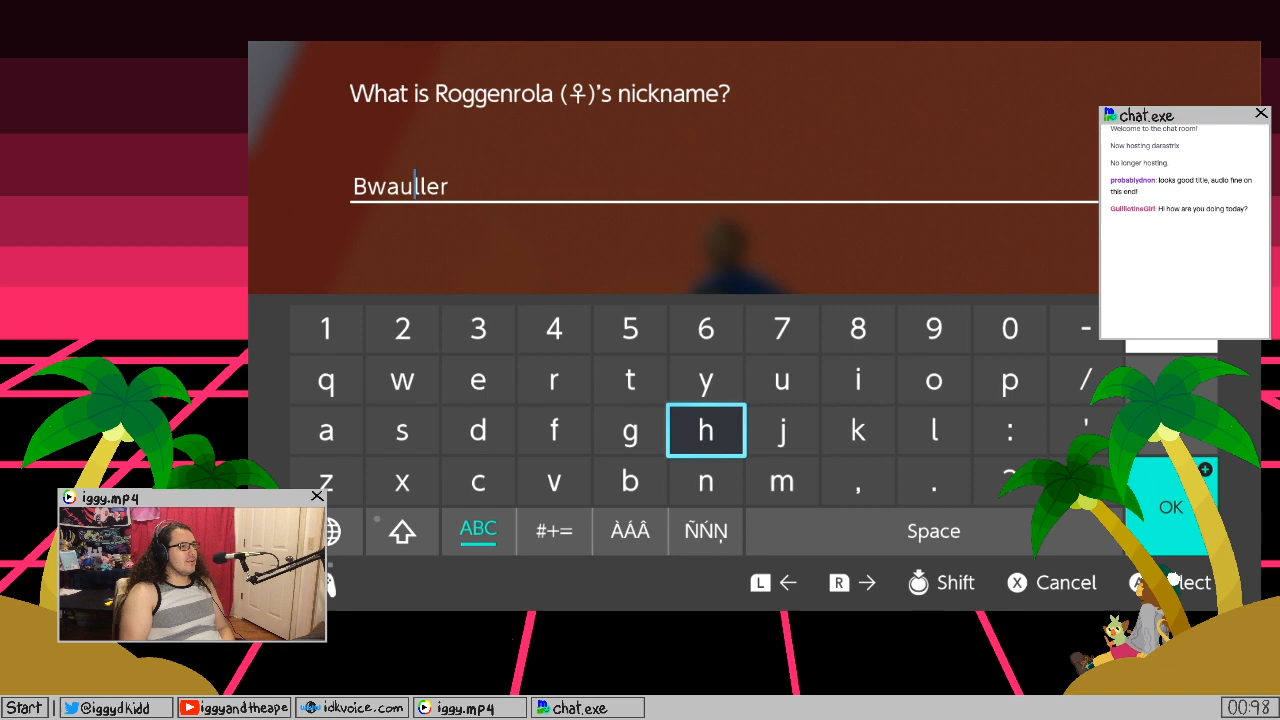 What is Roggenrola (♀)'s nickname?
Bwauller
chat.exe
Welcome to the chat room!
Now hosting darastrix
No longer hosting.
probablydnon: looks good title, audio fine on
this end!
GuillotineGirl: Hi how are you doing today?
1 2 3 4 5 6 7 8 9 0 -
q w e r t y u i o p /
a s d f g h j k l : '
z x c v b n m , . ?
ABC #+= ÀÁÂ ÑŃŅ Space
OK
L ← R → Shift X Cancel A lect
iggy.mp4
Start | @iggydkidd iggyandtheape idkvoice.com iggy.mp4 chat.exe 00:98